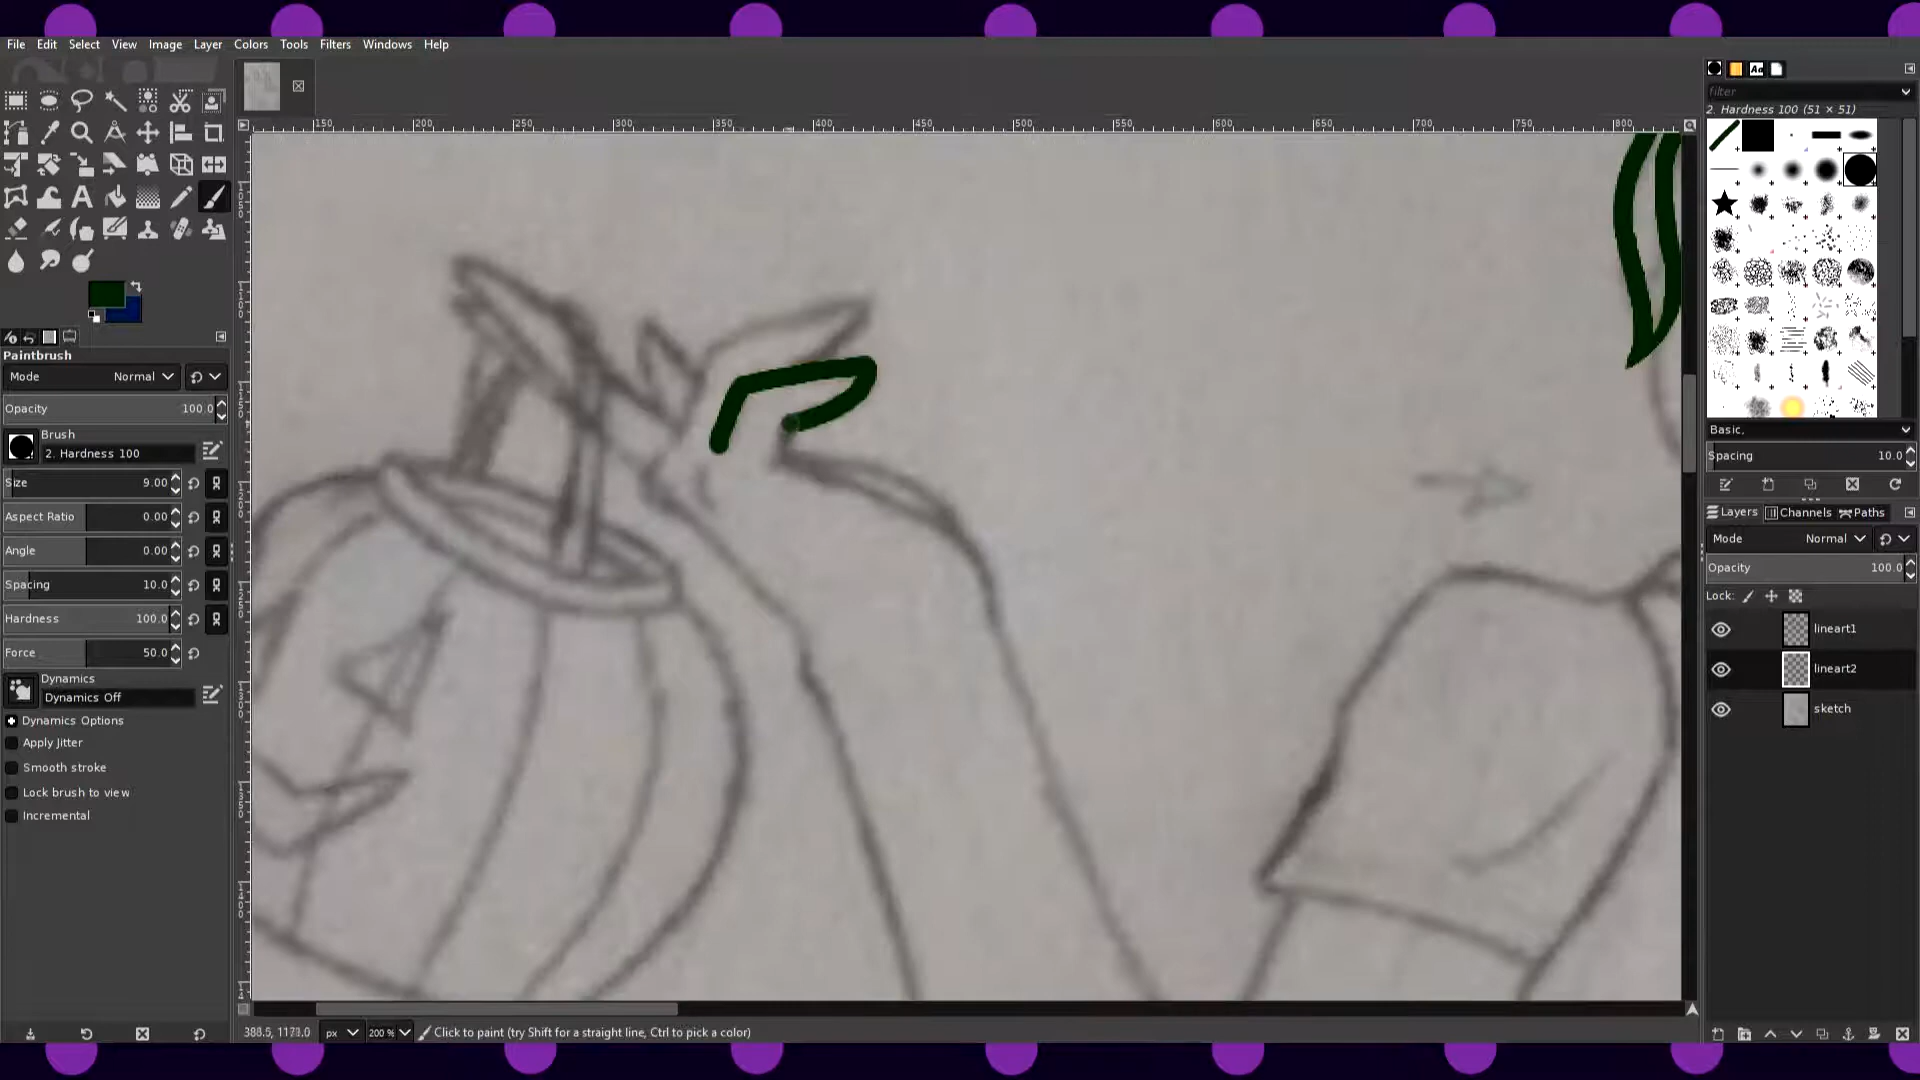 File Edit Select View Image Layer Colors Tools Filters Windows Help
150 200 250 300 350 400 450 500 550 600 650 700 750 800
Paintbrush
Mode Normal
Opacity 100.0
Brush
2. Hardness 100
Size 9.00
Aspect Ratio 0.00
Angle 0.00
Spacing 10.0
Hardness 100.0
Force 50.0
Dynamics
Dynamics Off
Dynamics Options
Apply Jitter
Smooth stroke
Lock brush to view
Incremental
px 200 % Click to paint (try Shift for a straight line, Ctrl to pick a color)
Aa
filter
2. Hardness 100 (51 × 51)
Basic,
Spacing 10.0
Layers Channels Paths
Mode Normal
Opacity 100.0
Lock:
lineart1
lineart2
sketch